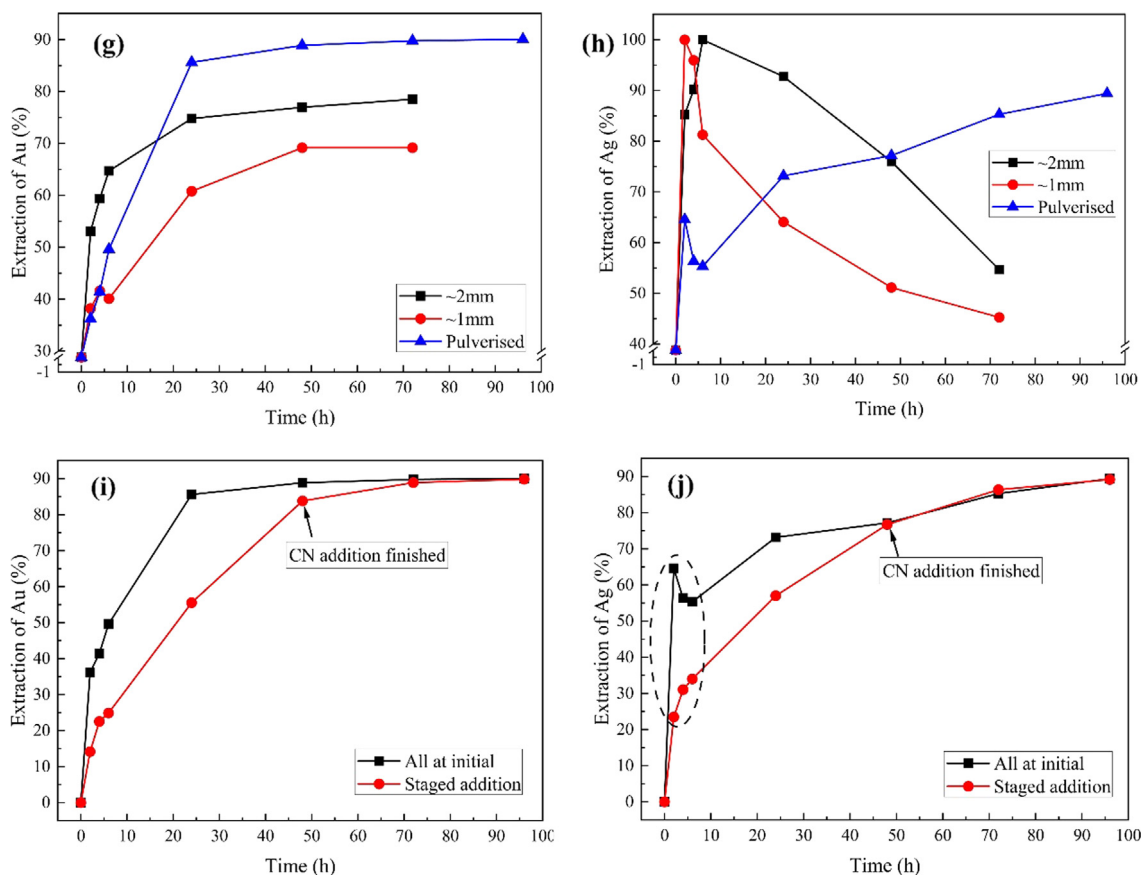 (g)
Extraction of Au (%)
90
80
70
60
50
40
30
-1
~2mm
~1mm
Pulverised
0 10 20 30 40 50 60 70 80 90 100
Time (h)
(h)
Extraction of Ag (%)
100
90
80
70
60
50
40
-1
~2mm
~1mm
Pulverised
0 10 20 30 40 50 60 70 80 90 100
Time (h)
(i)
Extraction of Au (%)
90
80
70
60
50
40
30
20
10
0
CN addition finished
All at initial
Staged addition
0 10 20 30 40 50 60 70 80 90 100
Time (h)
(j)
Extraction of Ag (%)
90
80
70
60
50
40
30
20
10
0
CN addition finished
All at initial
Staged addition
0 10 20 30 40 50 60 70 80 90 100
Time (h)